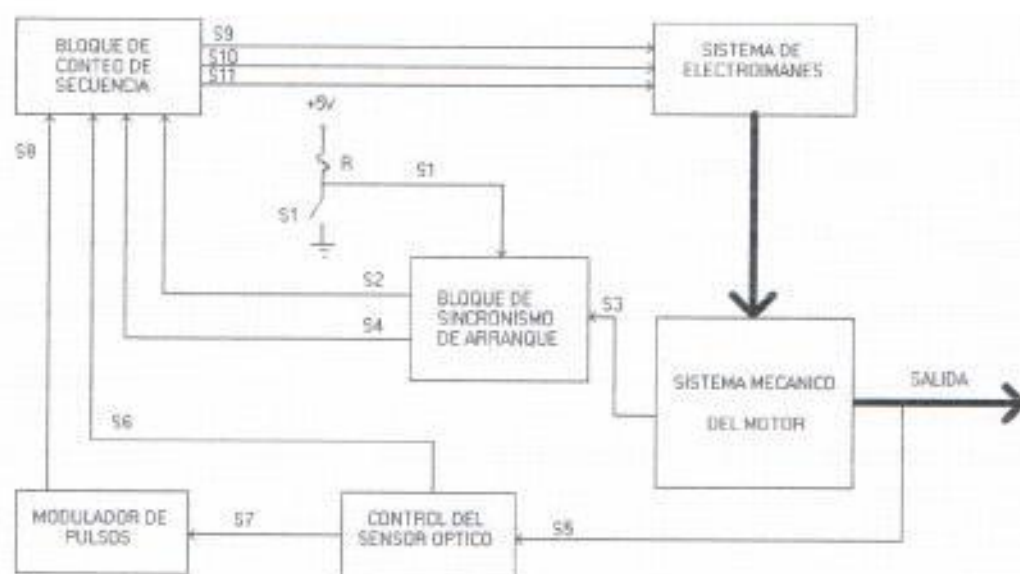 BLOQUE DE
CONTEO DE
SECUENCIA
S9
S10
S11
SISTEMA DE
ELECTROIMANES
+5v
R
S1
S1
S8
S2
S4
BLOQUE DE
SINCRONISMO
DE ARRANQUE
S3
SISTEMA MECANICO
DEL MOTOR
SALIDA
S6
MODULADOR DE
PULSOS
S7
CONTROL DEL
SENSOR OPTICO
S5